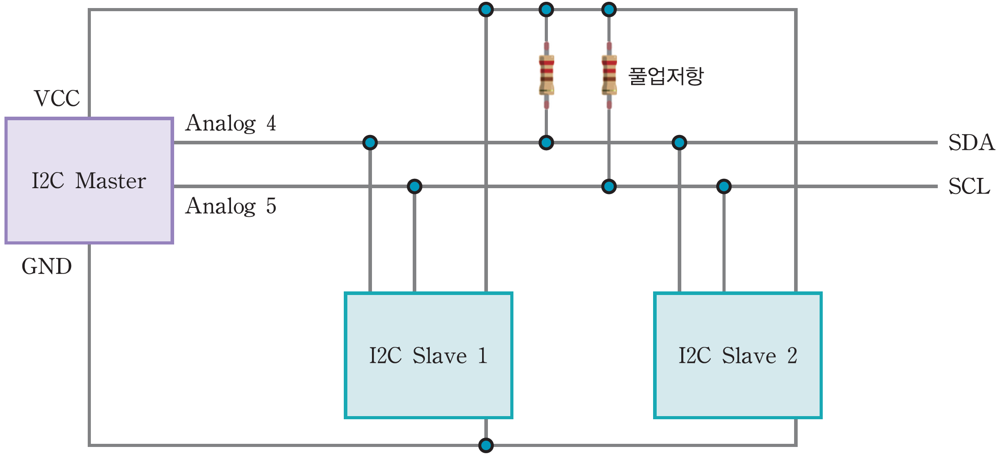 풀업저항
VCC
Analog 4
SDA
I2C Master
SCL
Analog 5
GND
I2C Slave 1
I2C Slave 2